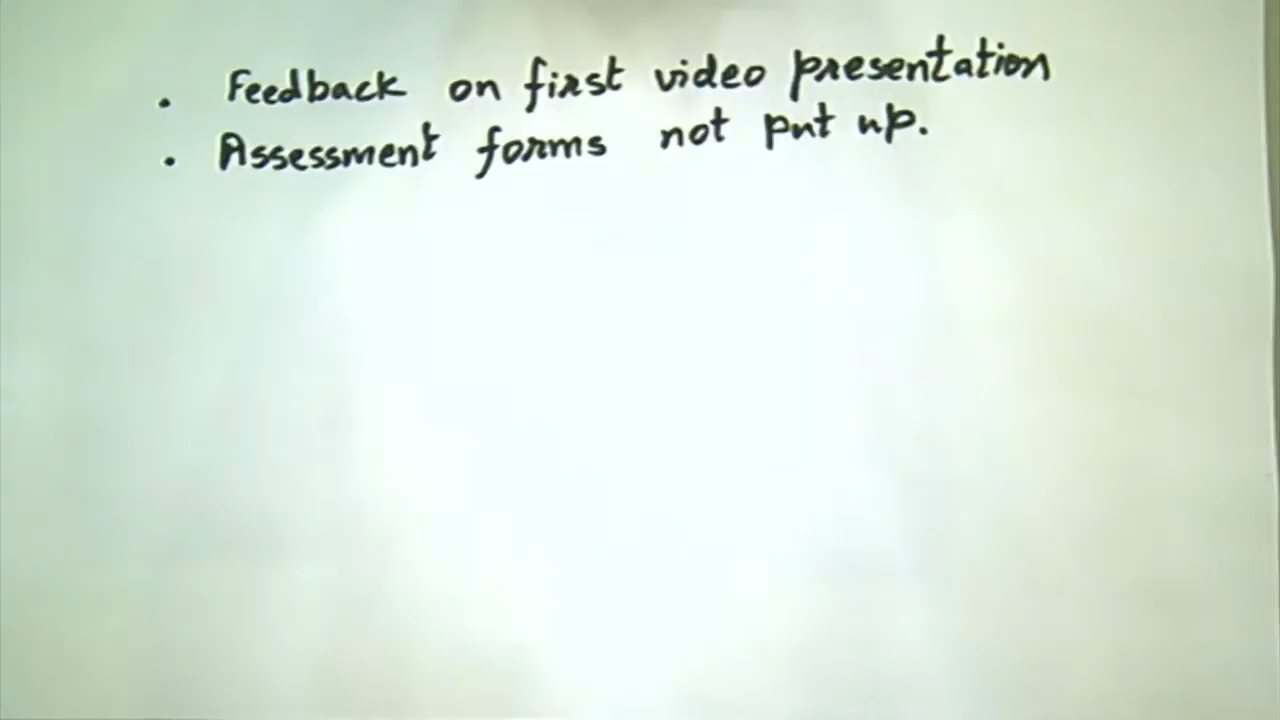 . Feedback on first video presentation
. Assessment forms not put up.